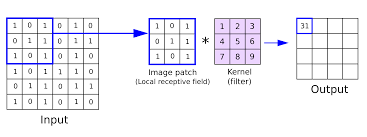 1 0 1 0 1 0
0 1 1 0 1 1
1 0 1 0 1 0
1 0 1 1 1 0
0 1 1 0 1 1
1 0 1 0 1 0
Input
1 0 1
0 1 1
1 0 1
Image patch
(Local receptive field)
*
1 2 3
4 5 6
7 8 9
Kernel
(filter)
31
Output